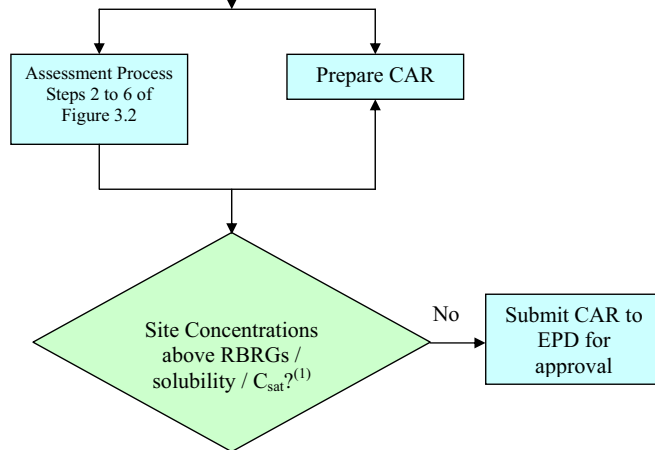 Assessment Process
Steps 2 to 6 of
Figure 3.2
Prepare CAR
Site Concentrations
above RBRGs /
solubility / Csat?(1)
No
Submit CAR to
EPD for
approval